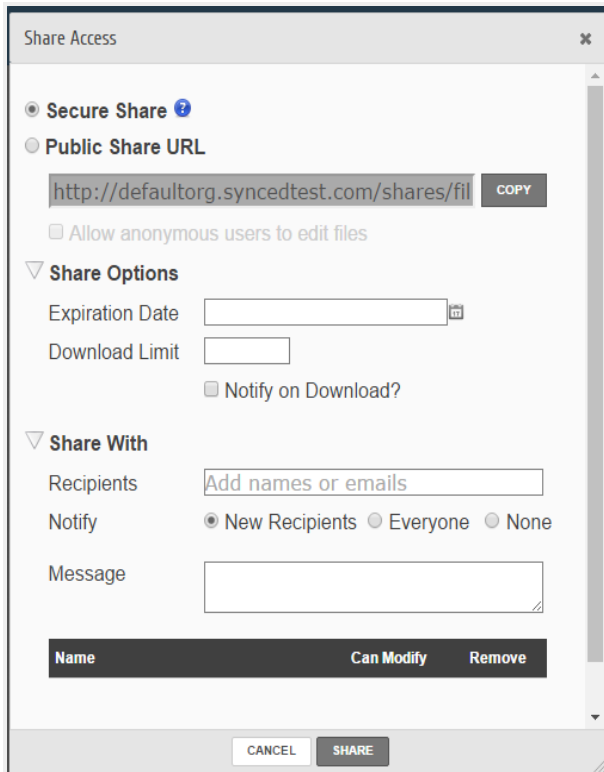 Share Access
Secure Share
Public Share URL
http://defaultorg.syncedtest.com/shares/fil COPY
Allow anonymous users to edit files
Share Options
Expiration Date
17
Download Limit
Notify on Download?
Share With
Recipients Add names or emails
Notify New Recipients Everyone None
Message
Name Can Modify Remove
CANCEL SHARE